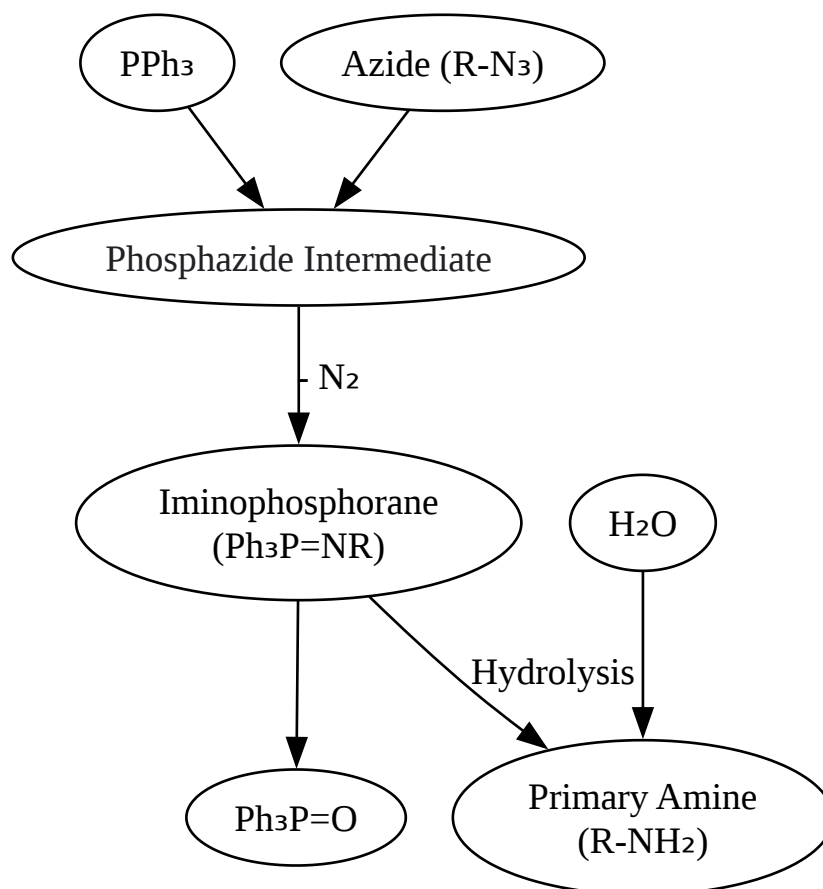 PPh₃
Azide (R-N₃)
Phosphazide Intermediate
- N₂
Iminophosphorane
(Ph₃P=NR)
H₂O
Hydrolysis
Ph₃P=O
Primary Amine
(R-NH₂)